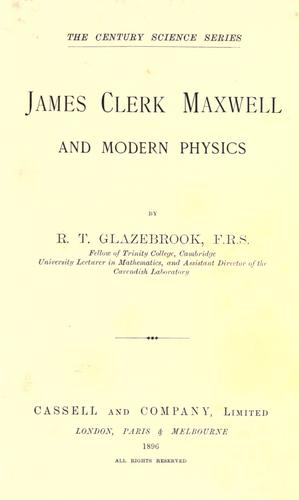 THE CENTURY SCIENCE SERIES
JAMES CLERK MAXWELL
AND MODERN PHYSICS
BY
R. T. GLAZEBROOK, F.R.S.
Fellow of Trinity College, Cambridge
University Lecturer in Mathematics, and Assistant Director of the
Cavendish Laboratory
CASSELL AND COMPANY, LIMITED
LONDON, PARIS & MELBOURNE
1896
ALL RIGHTS RESERVED